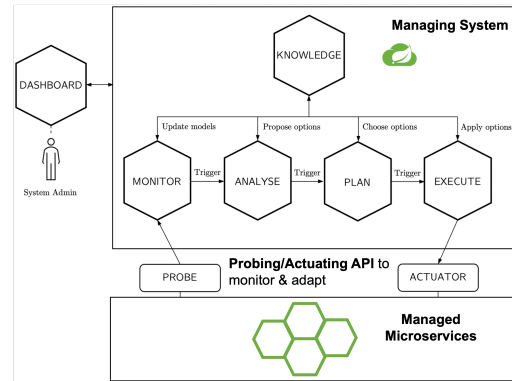 Managing System
KNOWLEDGE
DASHBOARD
System Admin
Update models
Propose options
Choose options
Apply options
MONITOR
Trigger
ANALYSE
Trigger
PLAN
Trigger
EXECUTE
Probing/Actuating API to
monitor & adapt
PROBE
ACTUATOR
Managed
Microservices